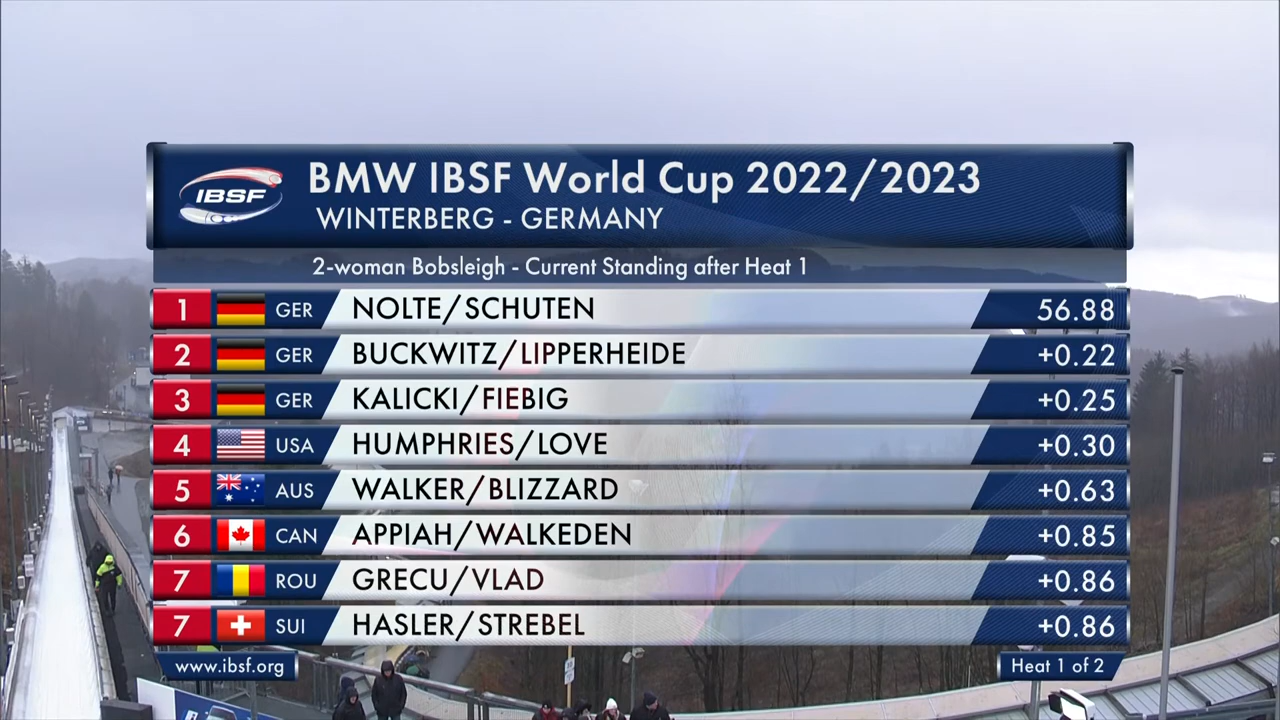 IBSF
BMW IBSF World Cup 2022/2023
WINTERBERG - GERMANY
2-woman Bobsleigh - Current Standing after Heat 1
1 GER NOLTE/SCHUTEN 56.88
2 GER BUCKWITZ/LIPPERHEIDE +0.22
3 GER KALICKI/FIEBIG +0.25
4 USA HUMPHRIES/LOVE +0.30
5 AUS WALKER/BLIZZARD +0.63
6 CAN APPIAH/WALKEDEN +0.85
7 ROU GRECU/VLAD +0.86
7 SUI HASLER/STREBEL +0.86
www.ibsf.org Heat 1 of 2